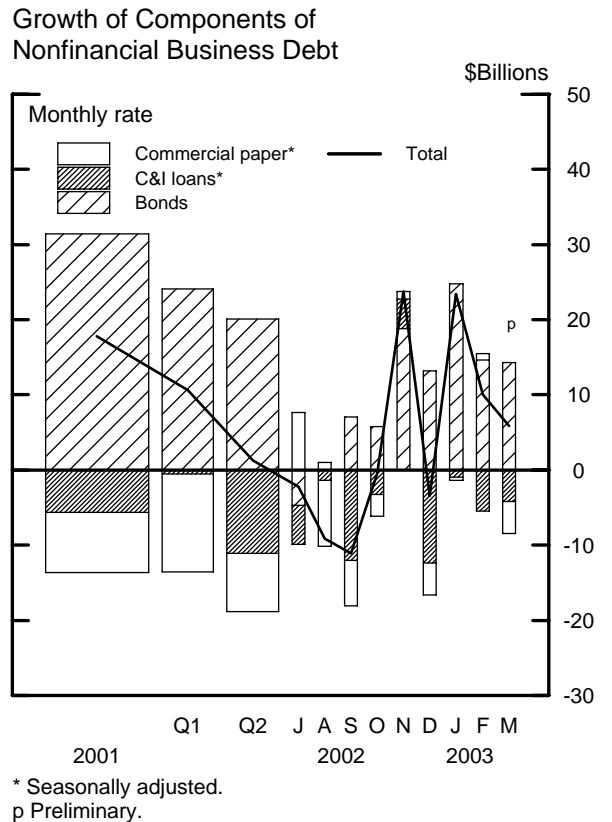 Growth of Components of
Nonfinancial Business Debt
$Billions
Monthly rate
Commercial paper*
Total
C&I loans*
Bonds
50
40
30
20
p
10
0
-10
-20
-30
Q1 Q2 J A S O N D J F M
2001 2002 2003
* Seasonally adjusted.
p Preliminary.